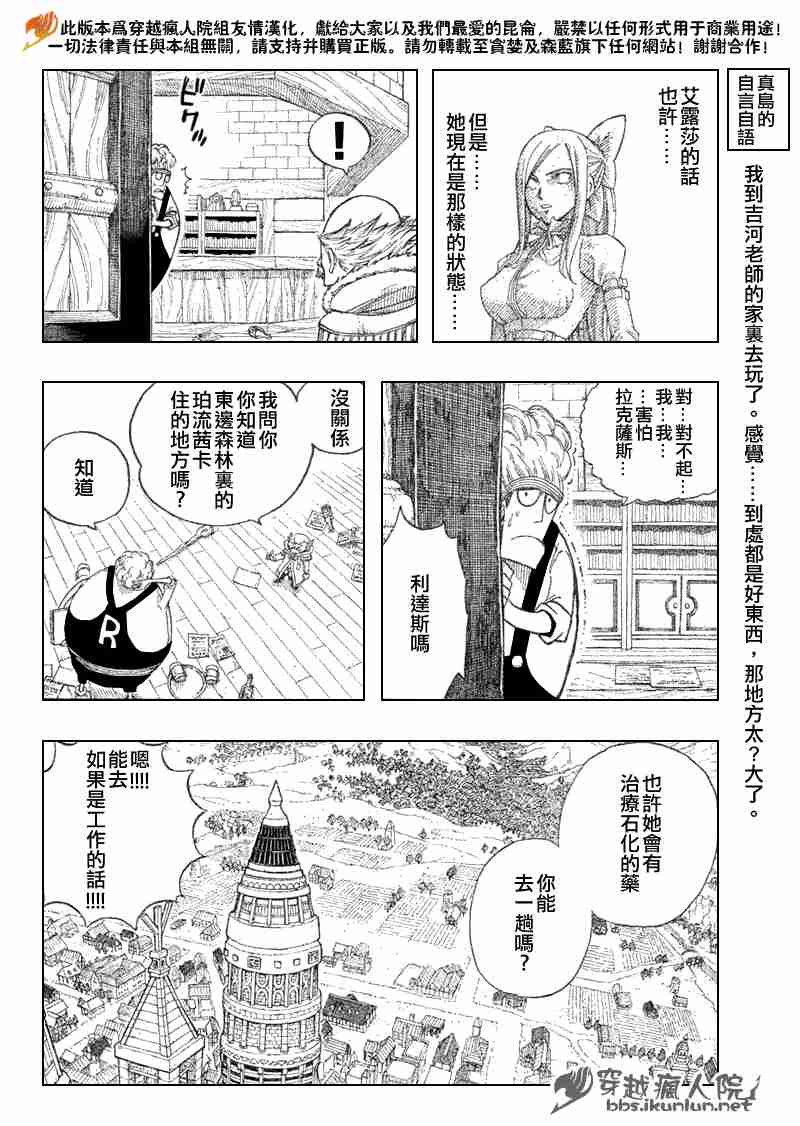 此版本爲穿越瘋人院組友情漢化，獻給大家以及我們最愛的昆侖，嚴禁以任何形式用于商業用途！
一切法律責任與本組無關，請支持并購買正版。請勿轉載至貪婪及森藍旗下任何網站！謝謝合作！
真島的
自言自語
我到吉河老師的家裏去玩了。感覺……到處都是好東西，那地方太？大了。
艾露莎的話
也許……
但是……
她現在是那樣的狀態……
！
對…對不起…
我…我…
…害怕
拉克薩斯…
利達斯嗎
沒關係
我問你
你知道
東邊森林裏的
珀流茜卡
住的地方嗎？
知道
R
也許她會有
治療石化的藥
你能
去一趟嗎？
嗯!!!!
能去
如果是工作的話!!!!
穿越瘋人院
bbs.ikunlun.net